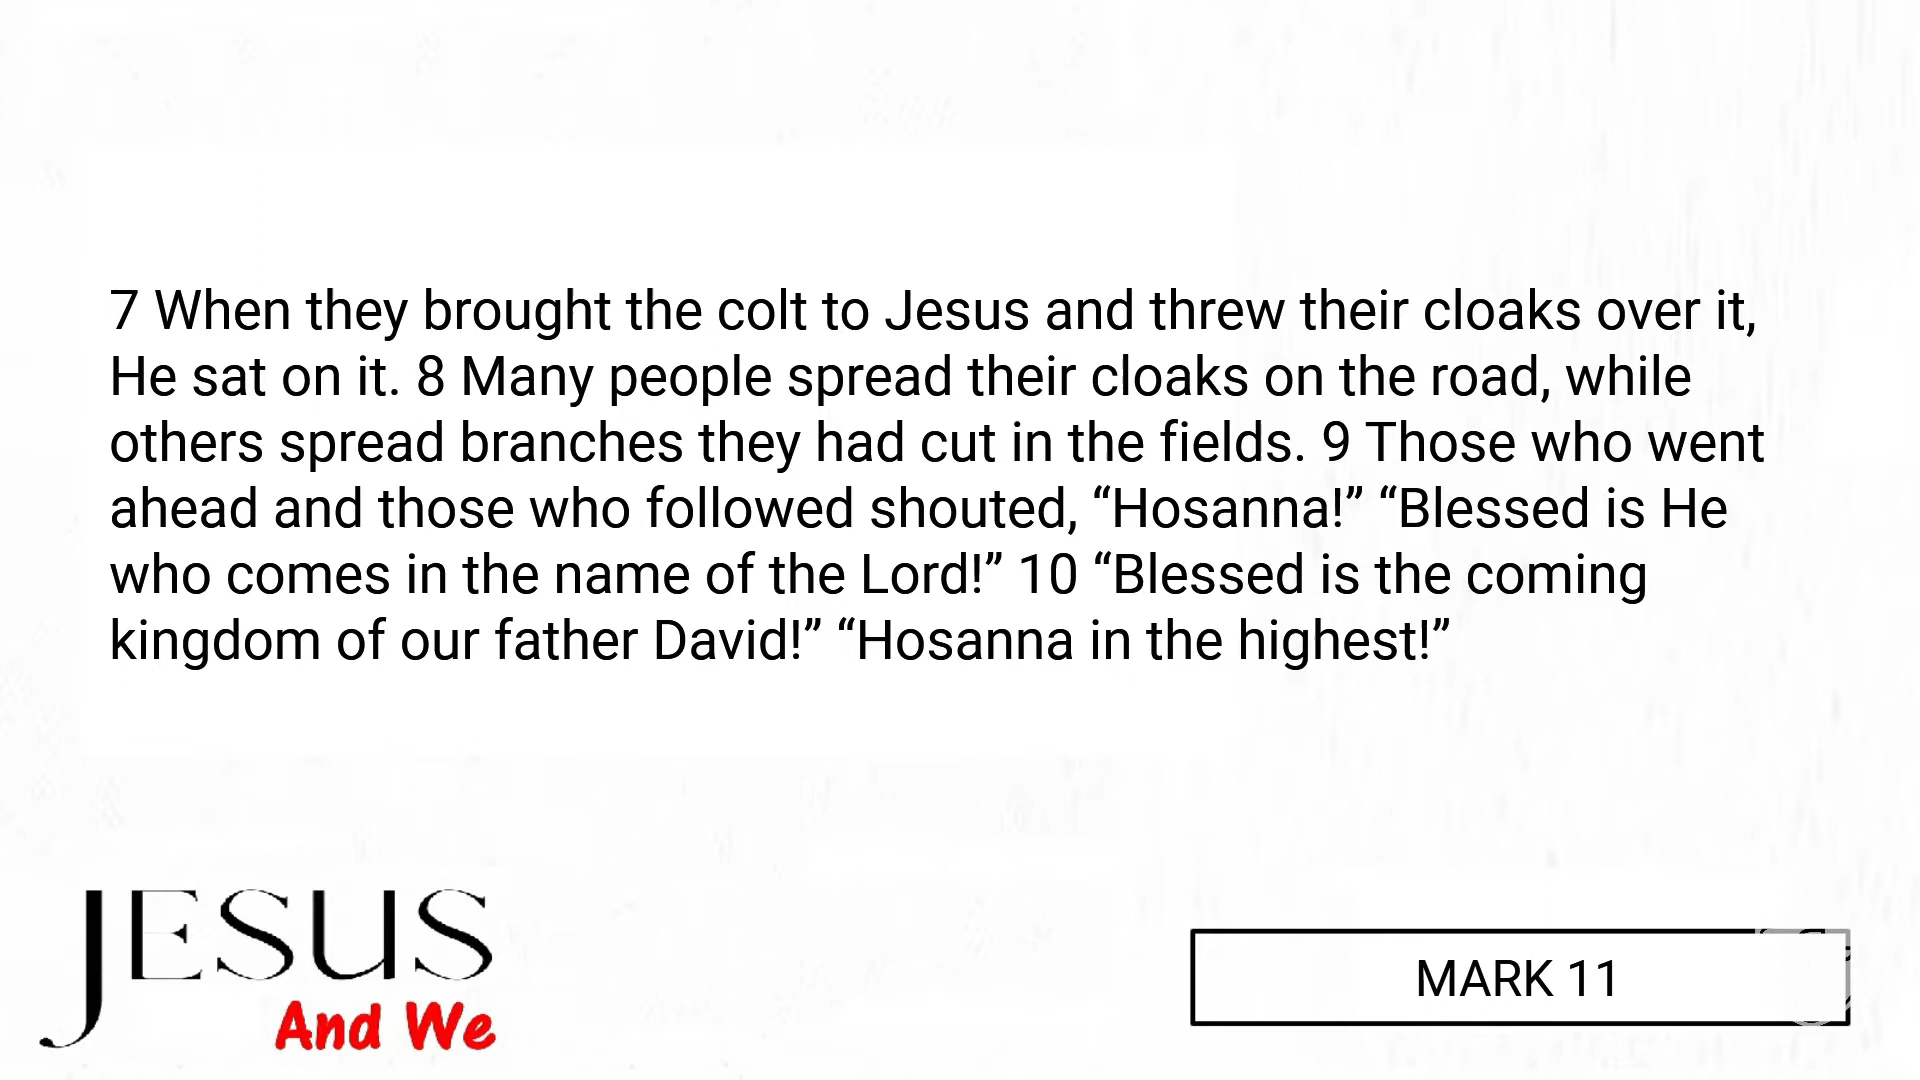 7 When they brought the colt to Jesus and threw their cloaks over it,
He sat on it. 8 Many people spread their cloaks on the road, while
others spread branches they had cut in the fields. 9 Those who went
ahead and those who followed shouted, “Hosanna!” “Blessed is He
who comes in the name of the Lord!” 10 “Blessed is the coming
kingdom of our father David!” “Hosanna in the highest!”
JESUS
And We
MARK 11